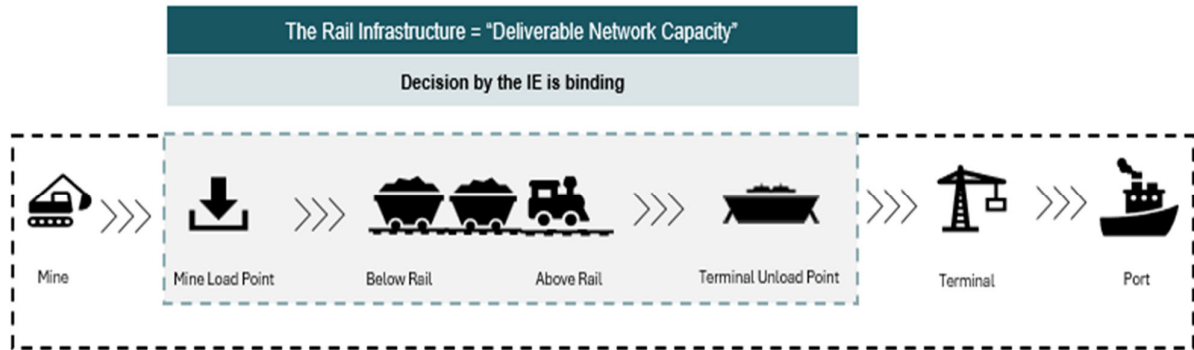 The Rail Infrastructure = “Deliverable Network Capacity”
Decision by the IE is binding
Mine
Mine Load Point
Below Rail
Above Rail
Terminal Unload Point
Terminal
Port